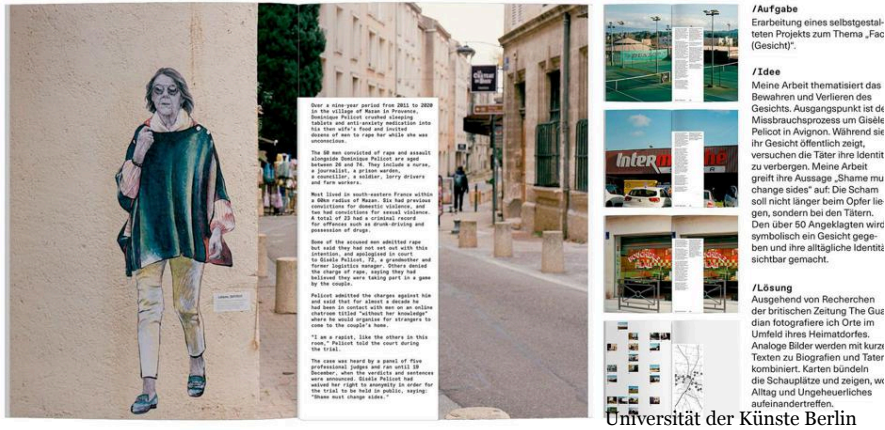 Over a nine-year period from 2011 to 2020
in the village of Mazan in Provence,
Dominique Pelicot crushed sleeping
tablets and anti-anxiety medication into
his then wife's food and invited
dozens of men to rape her while she was
unconscious.
The 50 men convicted of rape and assault
alongside Dominique Pelicot are aged
between 26 and 74. They include a nurse,
a journalist, a prison warden,
a councillor, a soldier, lorry drivers
and farm workers.
Most lived in south-eastern France within
a 60km radius of Mazan. Six had previous
convictions for domestic violence, and
two had convictions for sexual violence.
A total of 23 had a criminal record
for offences such as drunk-driving and
possession of drugs.
Some of the accused men admitted rape
but said they had not set out with this
intention, and apologised in court
to Gisèle Pelicot, 72, a grandmother and
former logistics manager. Others denied
the charge of rape, saying they had
believed they were taking part in a game
by the couple.
Pelicot admitted the charges against him
and said that for almost a decade he
had been in contact with men on an online
chatroom titled "without her knowledge"
where he would organise for strangers to
come to the couple's home.
"I am a rapist, like the others in this
room," Pelicot told the court during
the trial.
The case was heard by a panel of five
professional judges and ran until 19
December, when the verdicts and sentences
were announced. Gisèle Pelicot had
waived her right to anonymity in order for
the trial to be held in public, saying:
"Shame must change sides."
Inter
/Aufgabe
Erarbeitung eines selbstgestal-
teten Projekts zum Thema „Fac
(Gesicht)".
/Idee
Meine Arbeit thematisiert das
Bewahren und Verlieren des
Gesichts. Ausgangspunkt ist de
Missbrauchsprozess um Gisèle
Pelicot in Avignon. Während sie
ihr Gesicht öffentlich zeigt,
versuchen die Täter ihre Identit
zu verbergen. Meine Arbeit
greift ihre Aussage „Shame mu
change sides" auf: Die Scham
soll nicht länger beim Opfer lie-
gen, sondern bei den Tätern.
Den über 50 Angeklagten wird
symbolisch ein Gesicht gege-
ben und ihre alltägliche Identitä
sichtbar gemacht.
/Lösung
Ausgehend von Recherchen
der britischen Zeitung The Gua
dian fotografiere ich Orte im
Umfeld ihres Heimatdorfes.
Analoge Bilder werden mit kurze
Texten zu Biografien und Taten
kombiniert. Karten bündeln
die Schauplätze und zeigen, wo
Alltag und Ungeheuerliches
aufeinandertreffen.
Universität der Künste Berlin